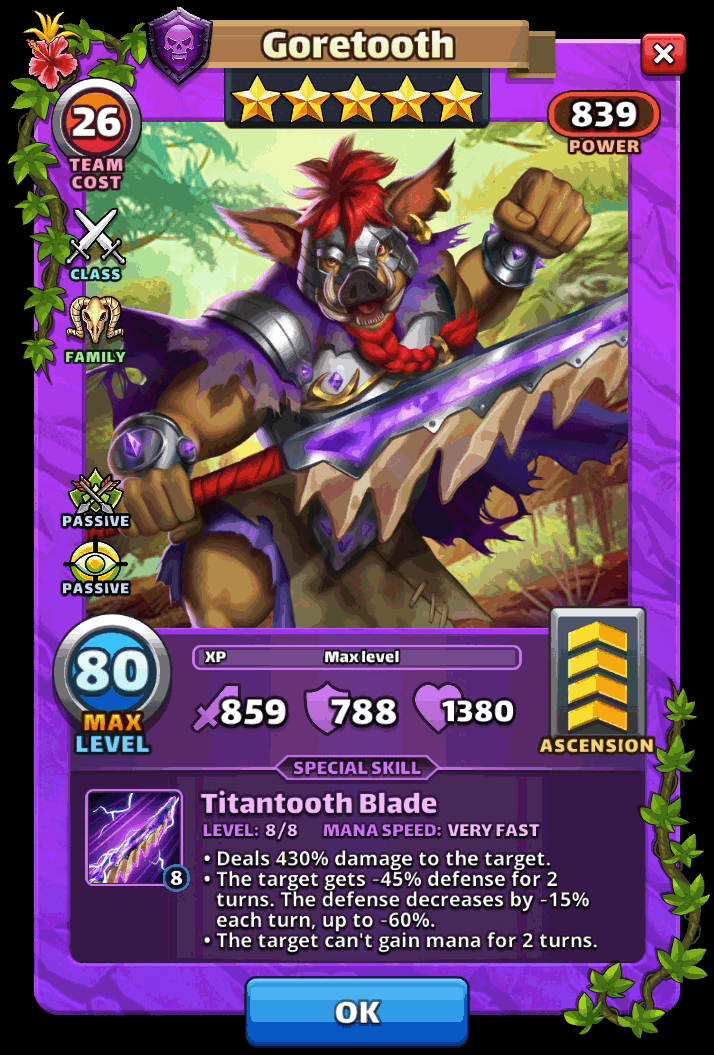 Goretooth
26
TEAM
COST
839
POWER
CLASS
FAMILY
PASSIVE
PASSIVE
80
MAX
LEVEL
XP Max level
859 788 1380
ASCENSION
SPECIAL SKILL
Titantooth Blade
LEVEL: 8/8 MANA SPEED: VERY FAST
8
• Deals 430% damage to the target.
• The target gets -45% defense for 2
turns. The defense decreases by -15%
each turn, up to -60%.
• The target can't gain mana for 2 turns.
OK